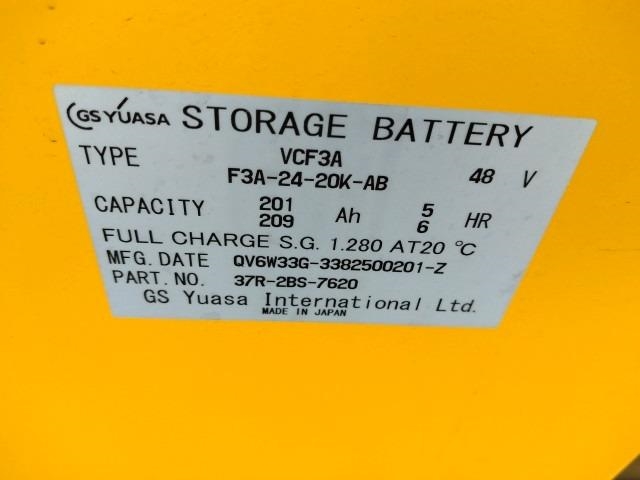 GS YUASA STORAGE BATTERY
TYPE VCF3A
F3A-24-20K-AB 48 V
CAPACITY 201 Ah 5 HR
209 6
FULL CHARGE S.G. 1.280 AT20 °C
MFG. DATE QV6W33G-3382500201-Z
PART.NO. 37R-2BS-7620
GS Yuasa International Ltd.
MADE IN JAPAN